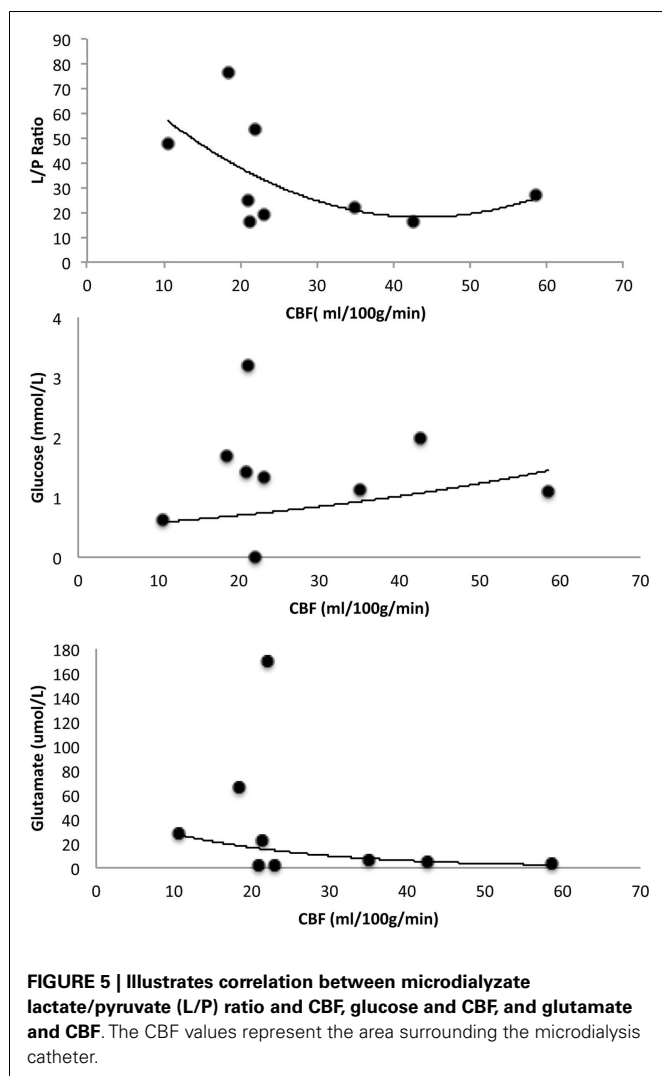 90
80
70
60
50
40
30
20
10
0
L/P Ratio
0 10 20 30 40 50 60 70
CBF( ml/100g/min)
4
3
2
1
0
Glucose (mmol/L)
0 10 20 30 40 50 60 70
CBF (ml/100g/min)
180
160
140
120
100
80
60
40
20
0
Glutamate (umol/L)
0 10 20 30 40 50 60 70
CBF (ml/100g/min)
FIGURE 5 | Illustrates correlation between microdialyzate
lactate/pyruvate (L/P) ratio and CBF, glucose and CBF, and glutamate
and CBF. The CBF values represent the area surrounding the microdialysis
catheter.